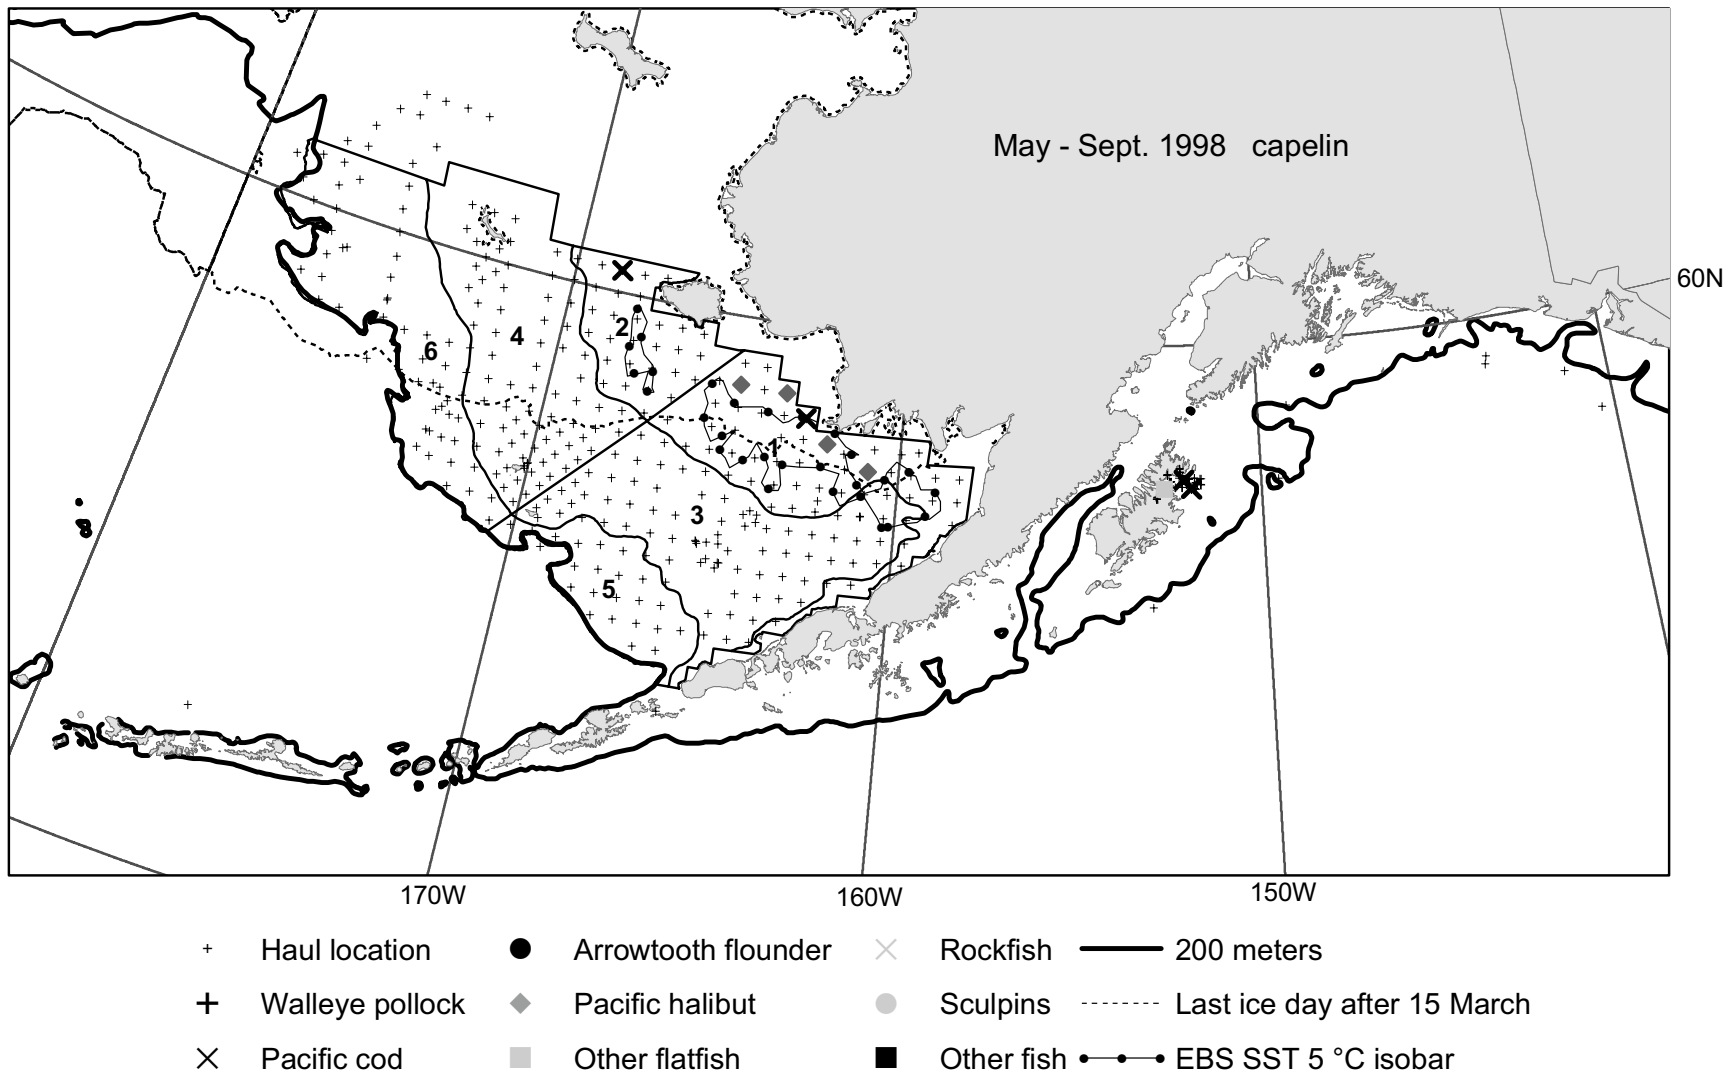 May - Sept. 1998 capelin
60N
2
4
6
1
3
5
170W
160W
150W
Haul location
Arrowtooth flounder
Rockfish
200 meters
Walleye pollock
Pacific halibut
Sculpins
Last ice day after 15 March
Pacific cod
Other flatfish
Other fish
EBS SST 5 °C isobar